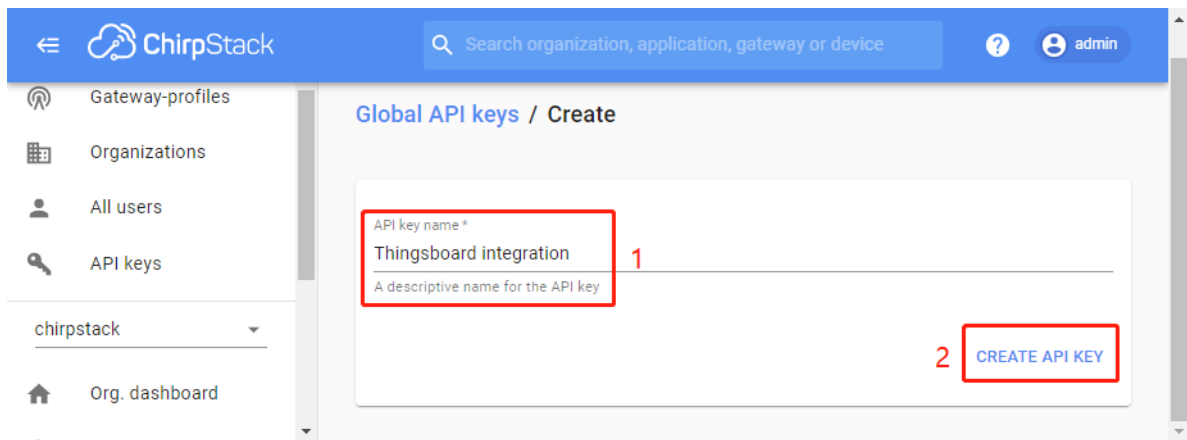 ChirpStack
Search organization, application, gateway or device
?
admin
Gateway-profiles
Organizations
All users
API keys
chirpstack
Org. dashboard
Global API keys / Create
API key name *
Thingsboard integration
1
A descriptive name for the API key
2
CREATE API KEY